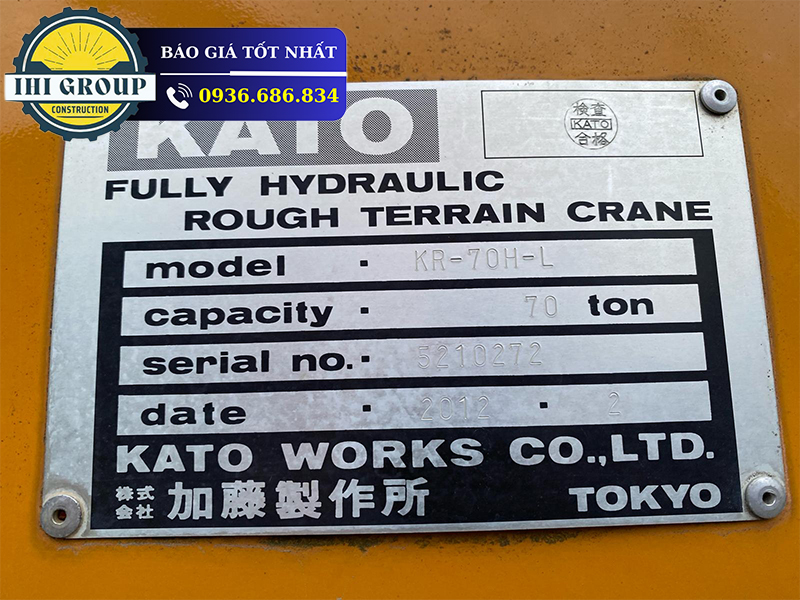 IHI GROUP
CONSTRUCTION
BÁO GIÁ TỐT NHẤT
0936.686.834
KATO
検査
KATO
合格
FULLY HYDRAULIC
ROUGH TERRAIN CRANE
model · KR-70H-L
capacity · 70 ton
serial no. · 5210272
date · 2012 · 2
KATO WORKS CO.,LTD.
株式会社 加藤製作所 TOKYO